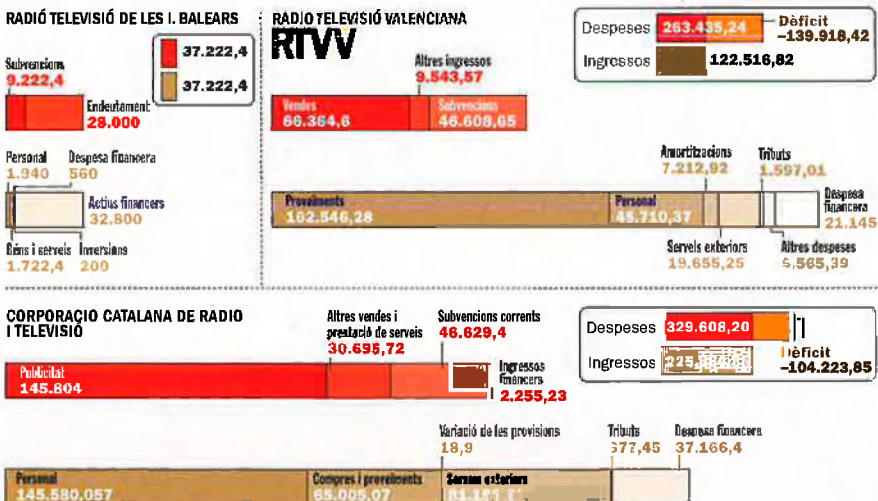 RADIÓ TELEVISIÓ DE LES I. BALEARS
37.222,4
37.222,4
Subvencions
9.222,4
Endeutament
28.000
Personal
1.940
Despesa financera
560
Actius financers
32.800
Béns i serveis
1.722,4
Inversions
200
RADIO TELEVISIÓ VALENCIANA
RTVV
Altres ingressos
9.543,57
Vendes
66.364,6
Subvencions
46.608,65
Despeses 263.435,24
Dèficit
–139.918,42
Ingressos 122.516,82
Amortitzacions
7.212,92
Tributs
1.597,01
Proveïments
162.546,28
Personal
45.710,37
Despesa
financera
21.145
Serveis exteriors
19.655,25
Altres despeses
5.565,39
CORPORAÇIO CATALANA DE RADIO
I TELEVISIÓ
Altres vendes i
prestació de serveis
30.695,72
Subvencions corrents
46.629,4
Publicitat
145.804
Ingressos
financers
2.255,23
Despeses 329.608,20
Ingressos
Dèficit
–104.223,85
Variació de les provisions
18,9
Tributs
577,45
Despesa financera
37.166,4
Personal
145.580,057
Compres i proveïments
65.005,07
Serveis exteriors